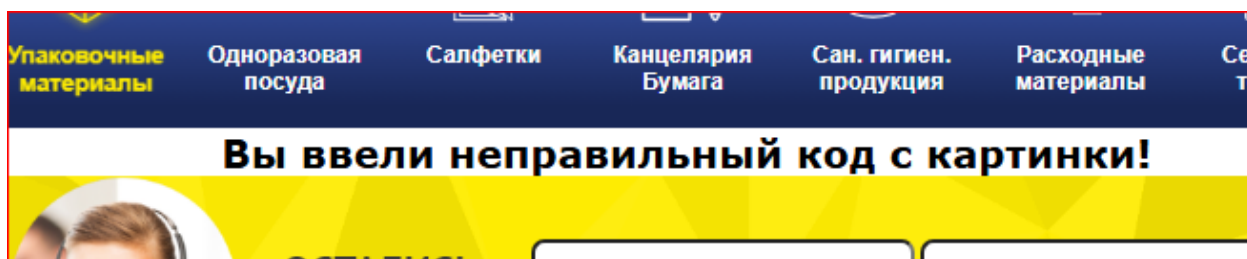 Упаковочные материалы
Одноразовая посуда
Салфетки
Канцелярия Бумага
Сан. гигиен. продукция
Расходные материалы
Вы ввели неправильный код с картинки!